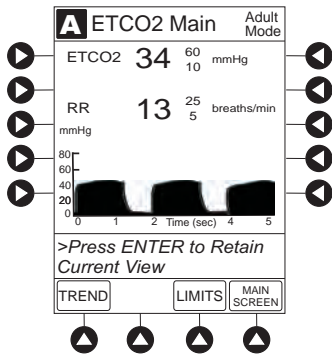 A ETCO2 Main Adult Mode
ETCO2 34 60 10 mmHg
RR 13 25 5 breaths/min
mmHg
80
60
40
20
0
0 1 2 Time (sec) 4 5
>Press ENTER to Retain
Current View
TREND LIMITS MAIN SCREEN